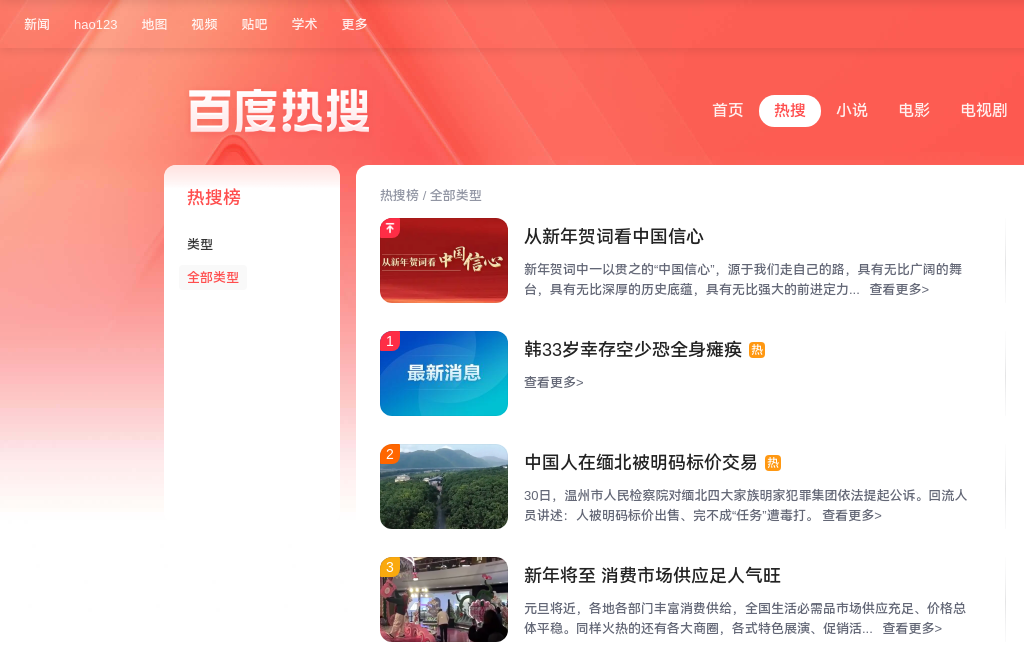 新闻 hao123 地图 视频 贴吧 学术 更多
百度热搜
首页 热搜 小说 电影 电视剧
热搜榜
类型
全部类型
热搜榜 / 全部类型
从新年贺词看中国信心
从新年贺词看中国信心
新年贺词中一以贯之的“中国信心”，源于我们走自己的路，具有无比广阔的舞
台，具有无比深厚的历史底蕴，具有无比强大的前进定力... 查看更多>
1
最新消息
韩33岁幸存空少恐全身瘫痪 热
查看更多>
2
中国人在缅北被明码标价交易 热
30日，温州市人民检察院对缅北四大家族明家犯罪集团依法提起公诉。回流人
员讲述：人被明码标价出售、完不成“任务”遭毒打。 查看更多>
3
新年将至 消费市场供应足人气旺
元旦将近，各地各部门丰富消费供给，全国生活必需品市场供应充足、价格总
体平稳。同样火热的还有各大商圈，各式特色展演、促销活... 查看更多>